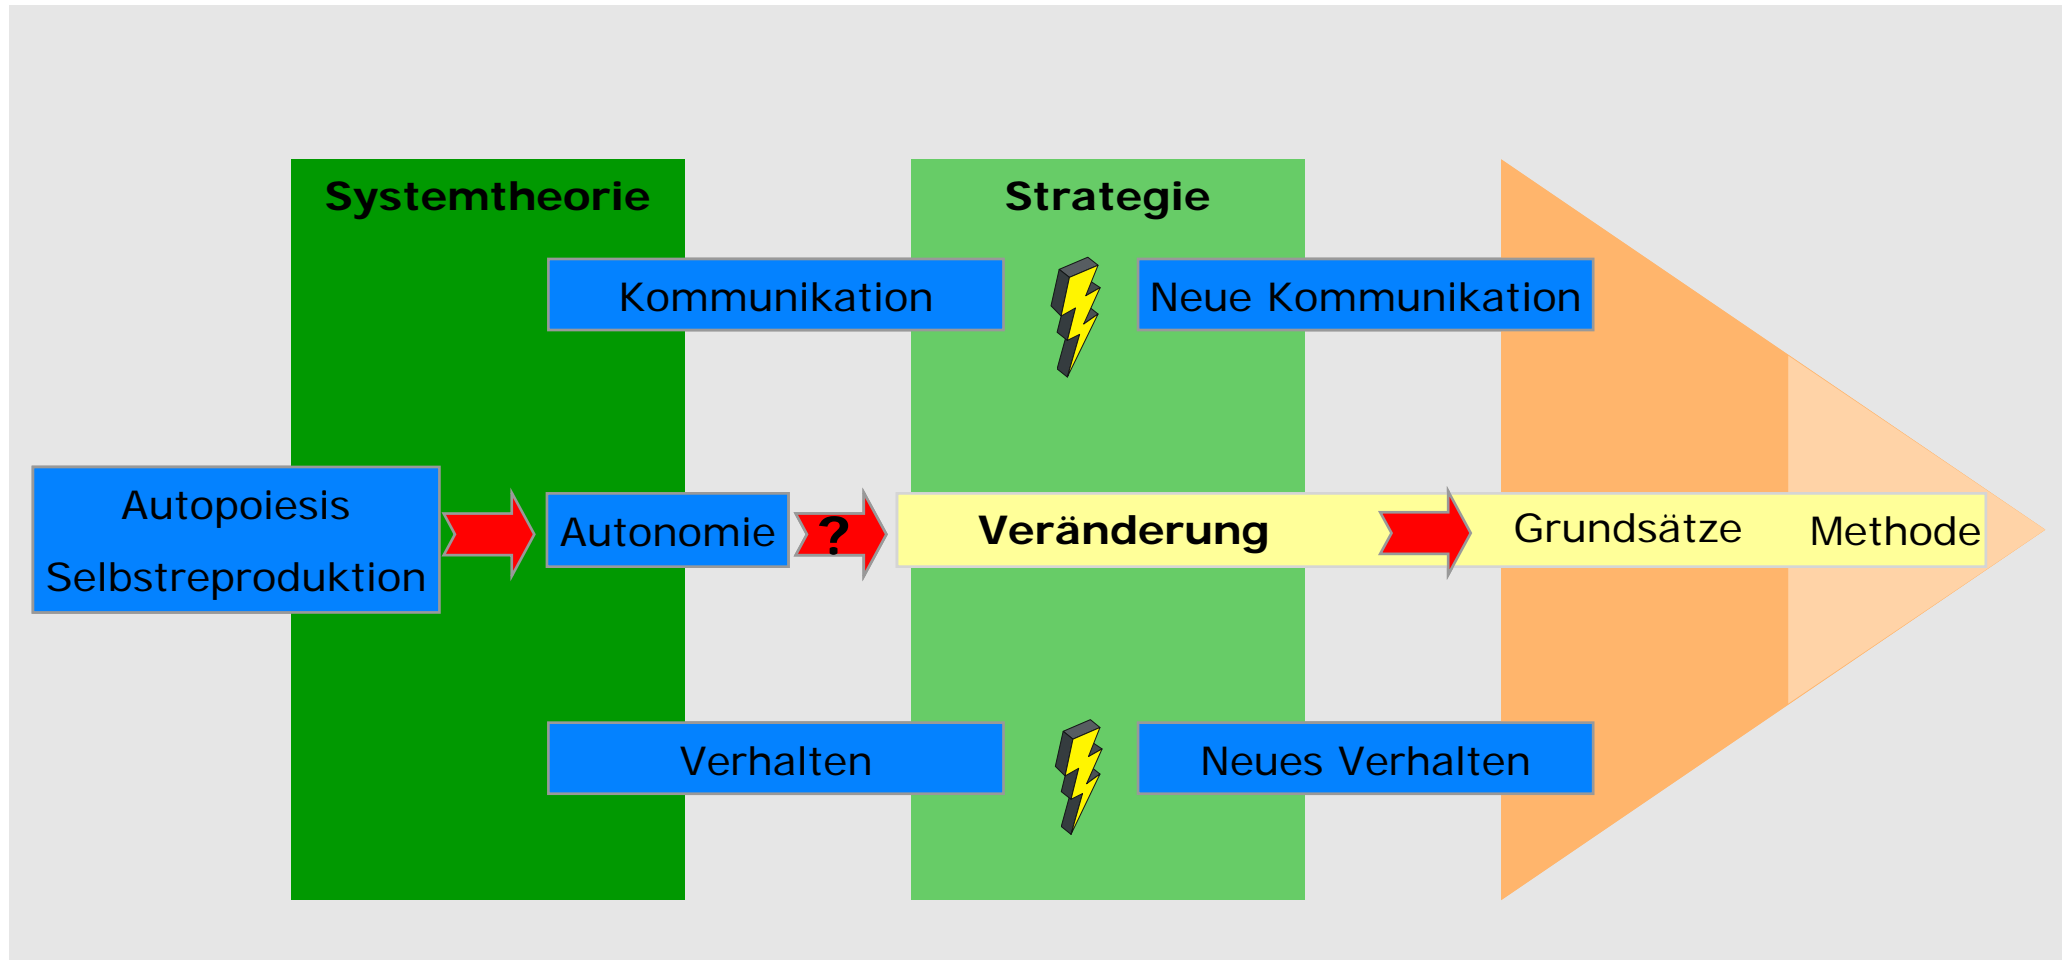 Systemtheorie
Strategie
Kommunikation
Neue Kommunikation
Autopoiesis
Selbstreproduktion
Autonomie
?
Veränderung
Grundsätze
Methode
Verhalten
Neues Verhalten